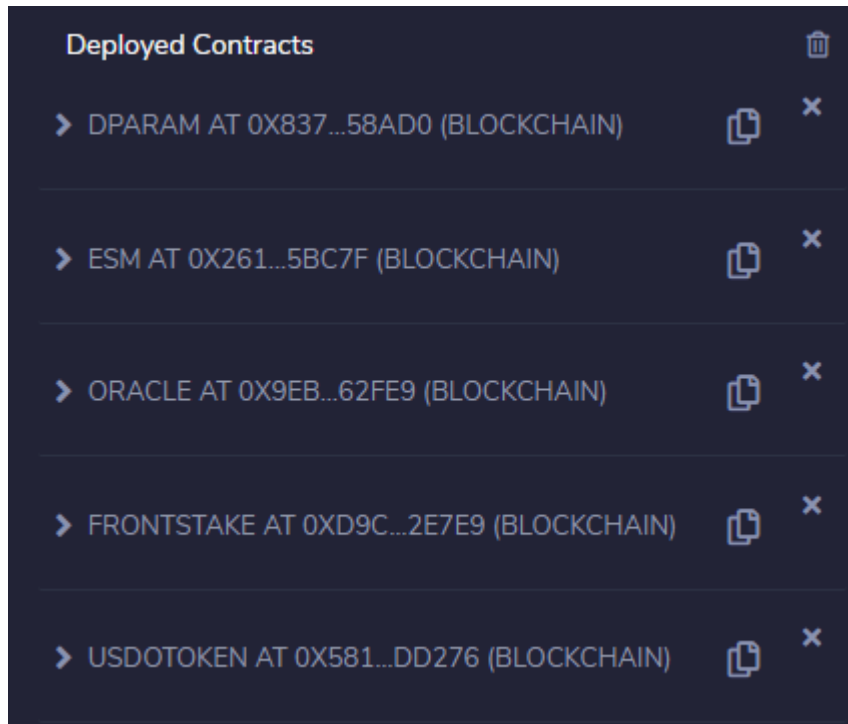 Deployed Contracts
DPARAM AT 0X837...58AD0 (BLOCKCHAIN)
ESM AT 0X261...5BC7F (BLOCKCHAIN)
ORACLE AT 0X9EB...62FE9 (BLOCKCHAIN)
FRONTSTAKE AT 0XD9C...2E7E9 (BLOCKCHAIN)
USDOTOKEN AT 0X581...DD276 (BLOCKCHAIN)